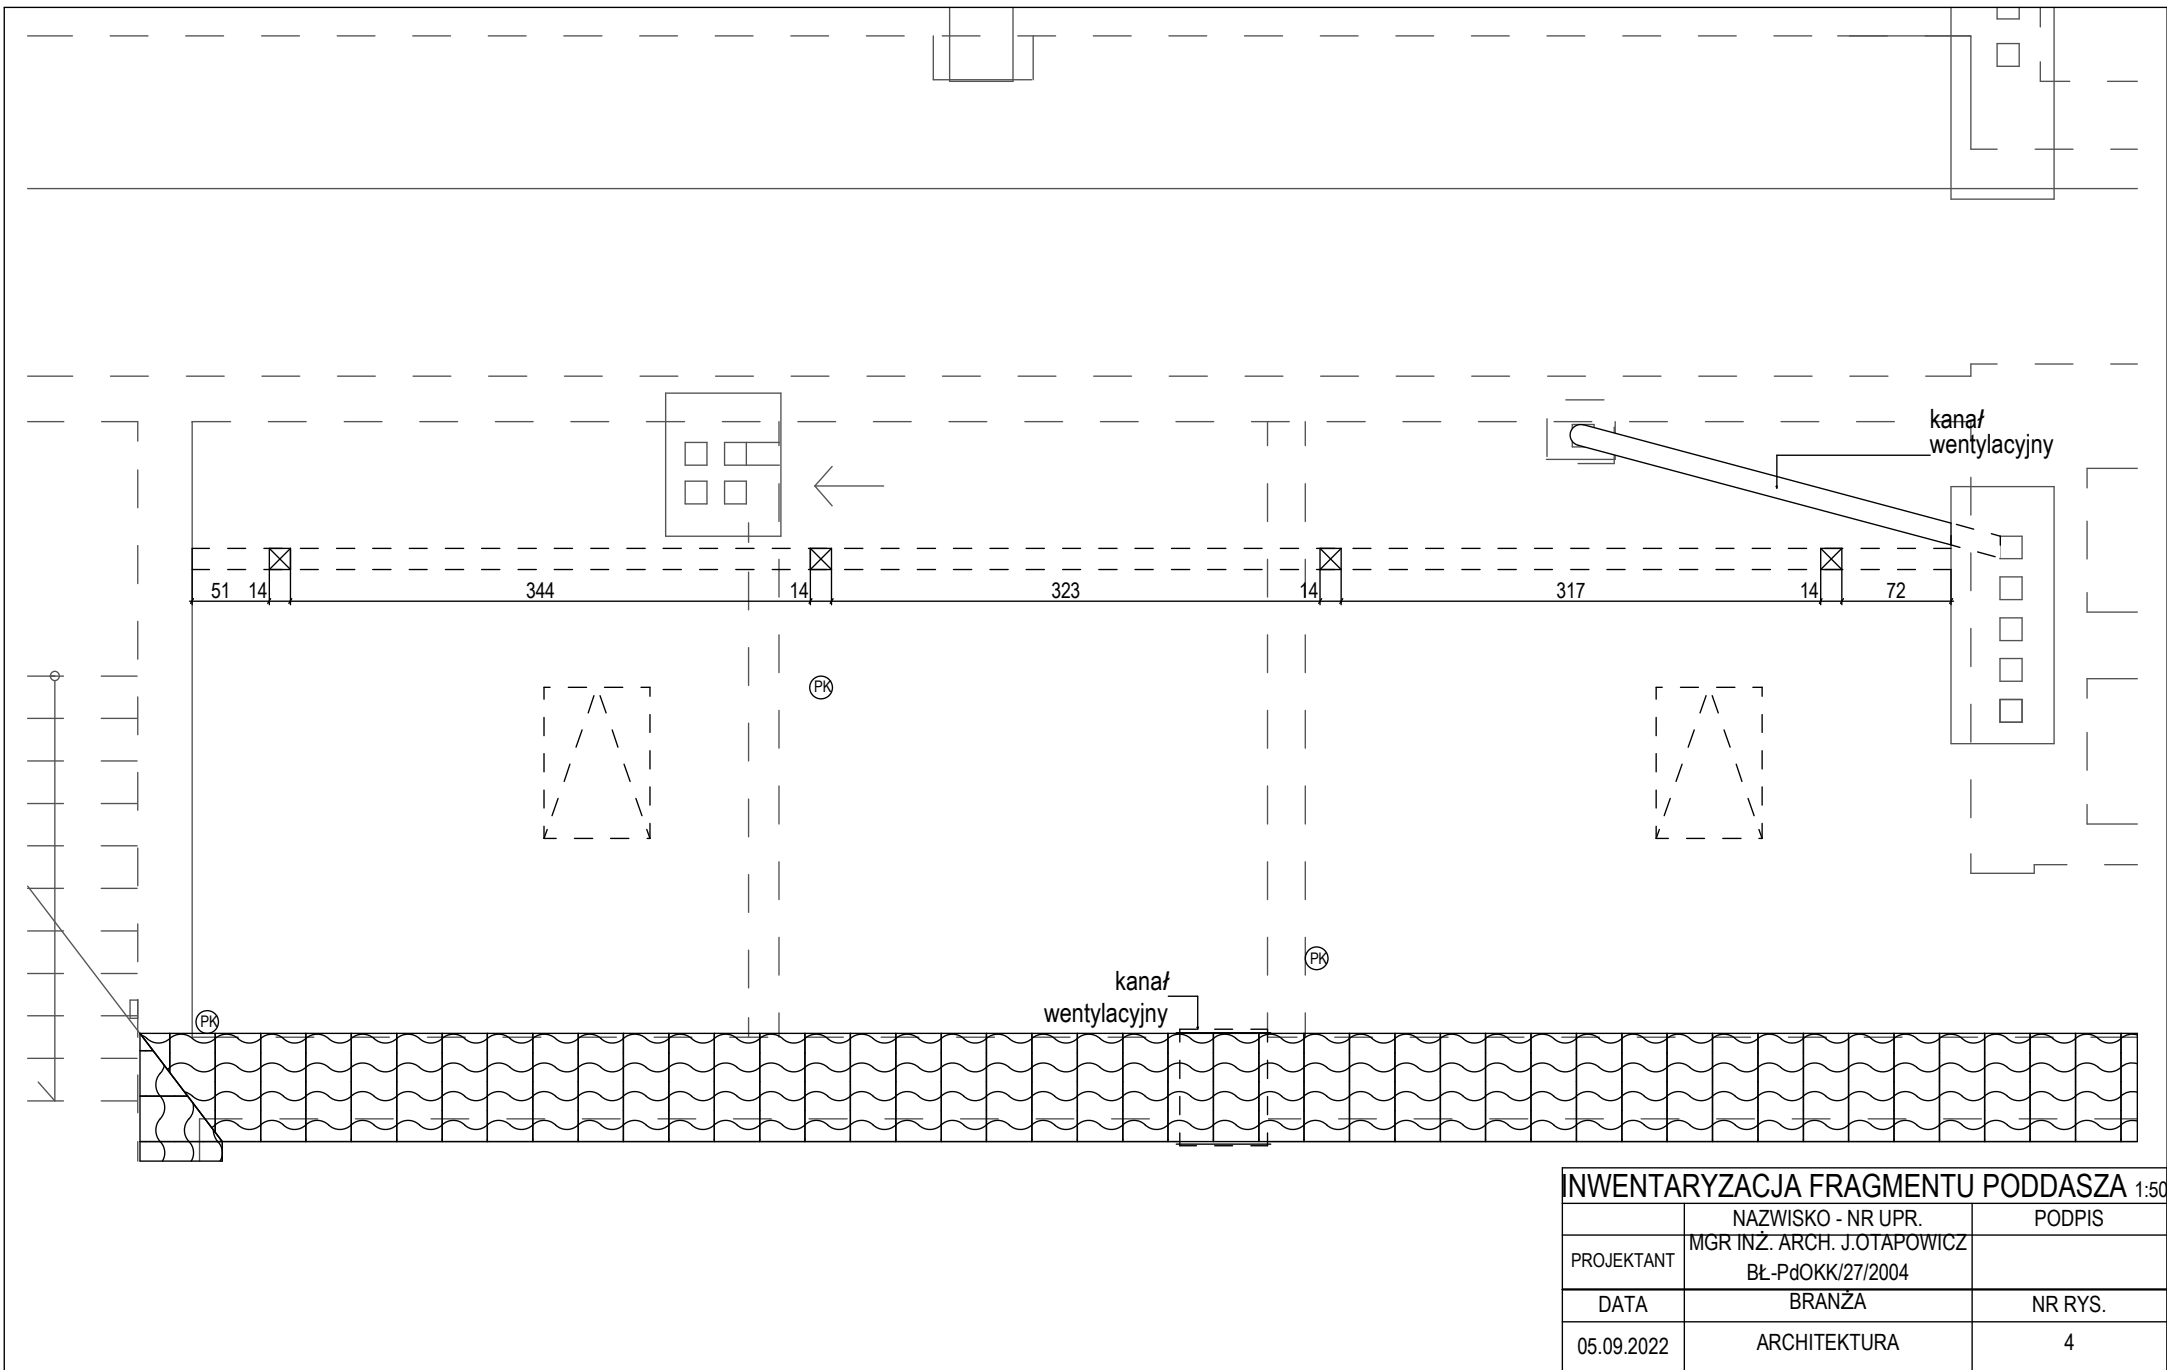 kanał
wentylacyjny
51 14 344 14 323 14 317 14 72
PK
PK
kanał
wentylacyjny
PK
INWENTARYZACJA FRAGMENTU PODDASZA 1:50
NAZWISKO - NR UPR. PODPIS
PROJEKTANT MGR INŻ. ARCH. J.OTAPOWICZ
BŁ-PdOKK/27/2004
DATA BRANŻA NR RYS.
05.09.2022 ARCHITEKTURA 4